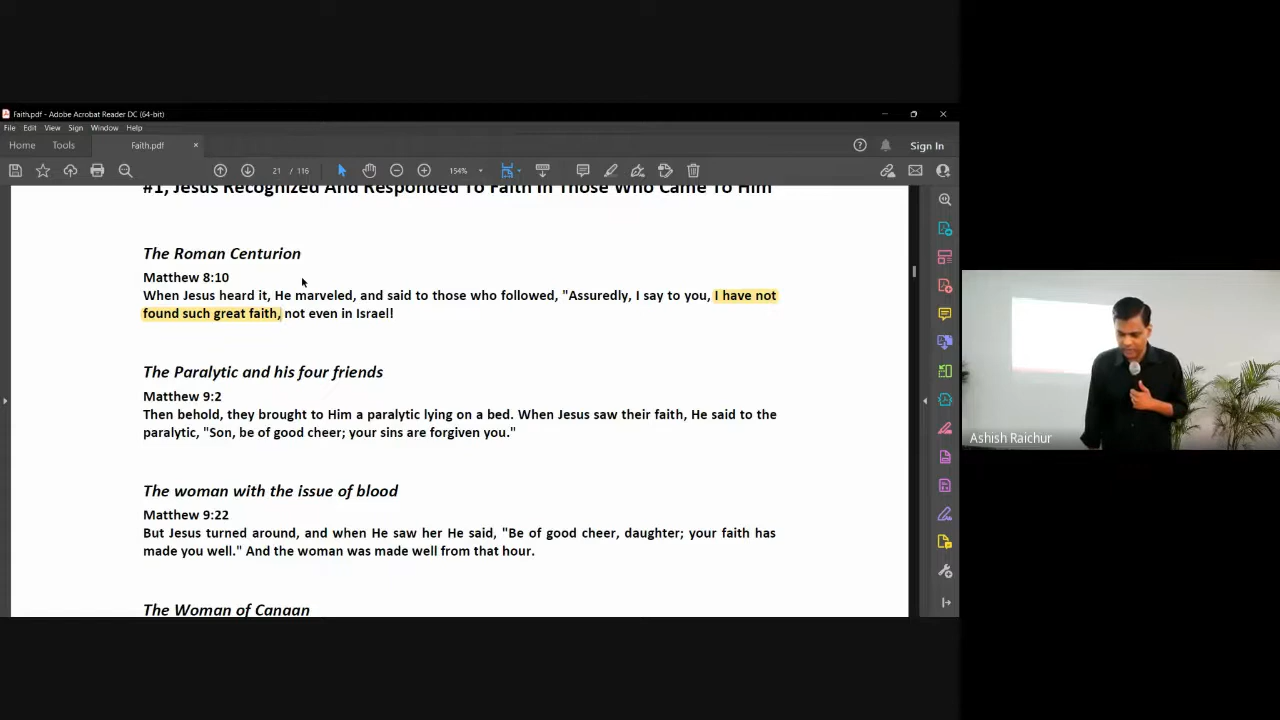 Faith.pdf - Adobe Acrobat Reader DC (64-bit)
File Edit View Sign Window Help
Home Tools Faith.pdf × Sign In
21 / 116 154%
#1, Jesus Recognized And Responded To Faith In Those Who Came To Him
The Roman Centurion
Matthew 8:10
When Jesus heard it, He marveled, and said to those who followed, "Assuredly, I say to you, I have not
found such great faith, not even in Israel!
The Paralytic and his four friends
Matthew 9:2
Then behold, they brought to Him a paralytic lying on a bed. When Jesus saw their faith, He said to the
paralytic, "Son, be of good cheer; your sins are forgiven you."
The woman with the issue of blood
Matthew 9:22
But Jesus turned around, and when He saw her He said, "Be of good cheer, daughter; your faith has
made you well." And the woman was made well from that hour.
The Woman of Canaan
Ashish Raichur